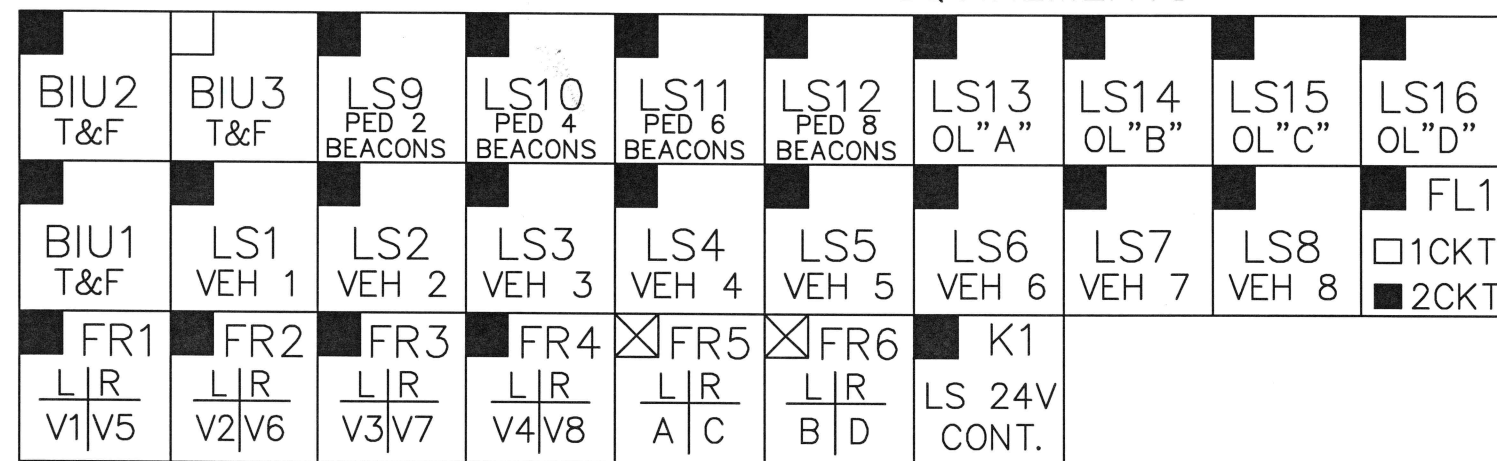 BIU2
T&F
BIU3
T&F
LS9
PED 2
BEACONS
LS10
PED 4
BEACONS
LS11
PED 6
BEACONS
LS12
PED 8
BEACONS
LS13
OL"A"
LS14
OL"B"
LS15
OL"C"
LS16
OL"D"
BIU1
T&F
LS1
VEH 1
LS2
VEH 2
LS3
VEH 3
LS4
VEH 4
LS5
VEH 5
LS6
VEH 6
LS7
VEH 7
LS8
VEH 8
FL1
1CKT
2CKT
FR1
L R
V1 V5
FR2
L R
V2 V6
FR3
L R
V3 V7
FR4
L R
V4 V8
FR5
L R
A C
FR6
L R
B D
K1
LS 24V
CONT.